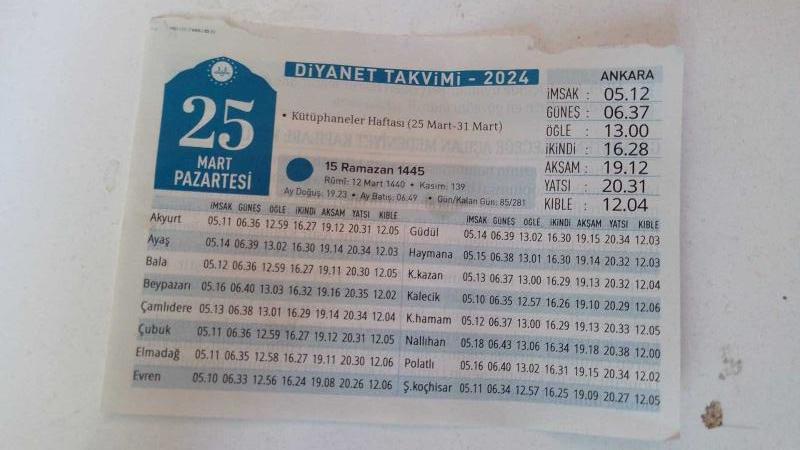 DİYANET TAKVİMİ - 2024
25
MART
PAZARTESİ
• Kütüphaneler Haftası (25 Mart-31 Mart)
15 Ramazan 1445
Rûmî: 12 Mart 1440 • Kasım: 139
Ay Doğuş: 19.23 • Ay Batış: 06.49 • Gün/Kalan Gün: 85/281
ANKARA
İMSAK : 05.12
GÜNEŞ : 06.37
ÖĞLE : 13.00
İKİNDİ : 16.28
AKŞAM : 19.12
YATSI : 20.31
KIBLE : 12.04
İMSAK GÜNEŞ ÖĞLE İKİNDİ AKŞAM YATSI KIBLE
Akyurt 05.11 06.36 12.59 16.27 19.12 20.31 12.05
Ayaş 05.14 06.39 13.02 16.30 19.14 20.34 12.03
Bala 05.12 06.36 12.59 16.27 19.11 20.30 12.05
Beypazarı 05.16 06.40 13.03 16.32 19.16 20.35 12.02
Çamlıdere 05.13 06.38 13.01 16.29 19.14 20.34 12.04
Çubuk 05.11 06.36 12.59 16.27 19.12 20.31 12.05
Elmadağ 05.11 06.35 12.58 16.27 19.11 20.30 12.06
Evren 05.10 06.33 12.56 16.24 19.08 20.26 12.06
İMSAK GÜNEŞ ÖĞLE İKİNDİ AKŞAM YATSI KIBLE
Güdül 05.14 06.39 13.02 16.30 19.15 20.34 12.03
Haymana 05.15 06.38 13.01 16.30 19.14 20.32 12.03
K.kazan 05.13 06.37 13.00 16.29 19.13 20.32 12.04
Kalecik 05.10 06.35 12.57 16.26 19.10 20.29 12.06
K.hamam 05.12 06.37 13.00 16.29 19.13 20.33 12.05
Nallıhan 05.18 06.43 13.06 16.34 19.18 20.38 12.00
Polatlı 05.16 06.40 13.02 16.31 19.15 20.34 12.02
Ş.koçhisar 05.11 06.34 12.57 16.25 19.09 20.27 12.05